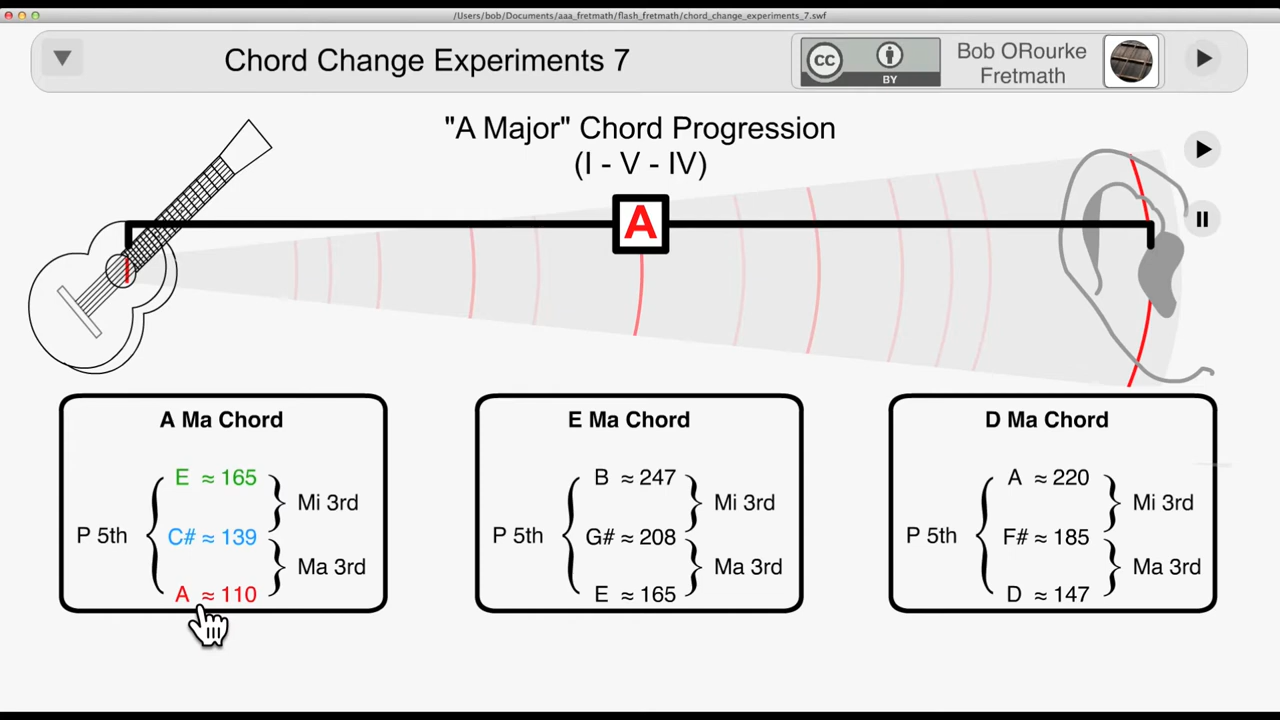 /Users/bob/Documents/aaa_fretmath/flash_fretmath/chord_change_experiments_7.swf
Chord Change Experiments 7
CC
BY
Bob ORourke
Fretmath
"A Major" Chord Progression
(I - V - IV)
A
A Ma Chord
E ≈ 165
Mi 3rd
P 5th
C# ≈ 139
Ma 3rd
A ≈ 110
E Ma Chord
B ≈ 247
Mi 3rd
P 5th
G# ≈ 208
Ma 3rd
E ≈ 165
D Ma Chord
A ≈ 220
Mi 3rd
P 5th
F# ≈ 185
Ma 3rd
D ≈ 147